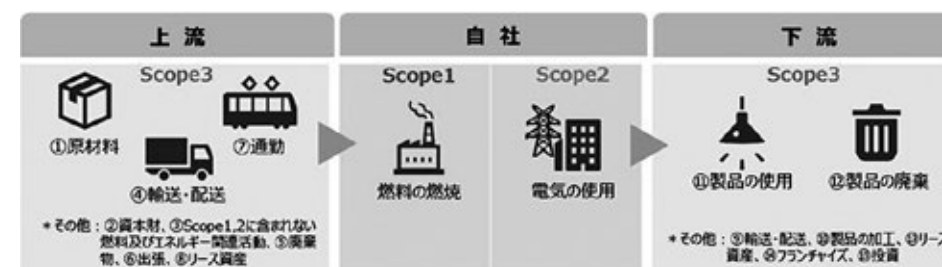 上流
自社
下流
Scope3
Scope1
Scope2
Scope3
①原材料
⑦通勤
④輸送・配送
燃料の燃焼
電気の使用
⑪製品の使用
⑫製品の廃棄
*その他：②資本財、③Scope1,2に含まれない
燃料及びエネルギー関連活動、⑤廃棄
物、⑥出張、⑧リース資産
*その他：⑨輸送・配送、⑩製品の加工、⑬リース
資産、⑭フランチャイズ、⑮投資